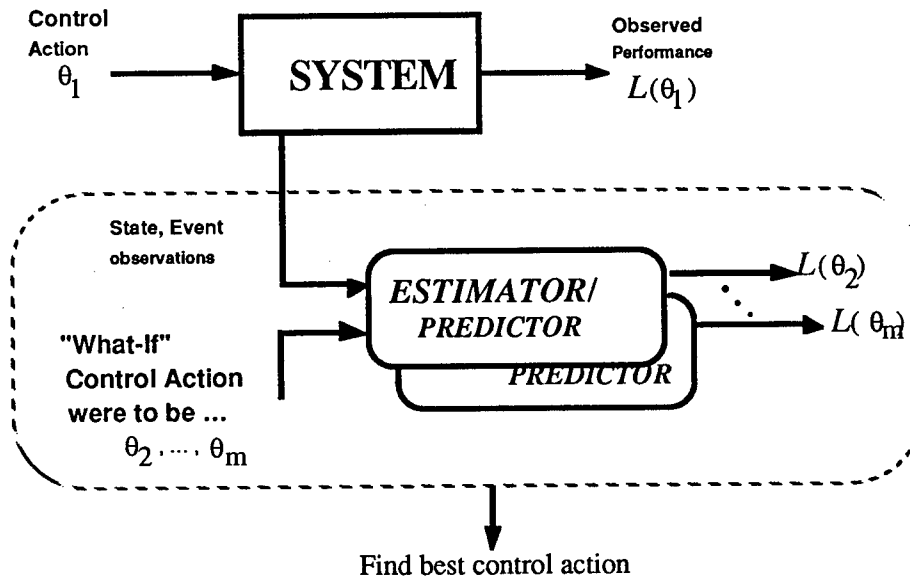 Control
Action
θ1
SYSTEM
Observed
Performance
L(θ1)
State, Event
observations
ESTIMATOR/
PREDICTOR
PREDICTOR
L(θ2)
L(θm)
"What-If"
Control Action
were to be ...
θ2, ..., θm
Find best control action